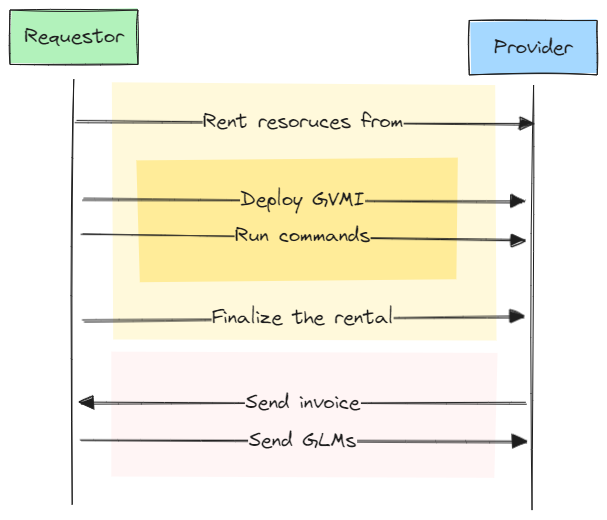 Requestor
Provider
Rent resoruces from
Deploy GVMI
Run commands
Finalize the rental
Send invoice
Send GLMs